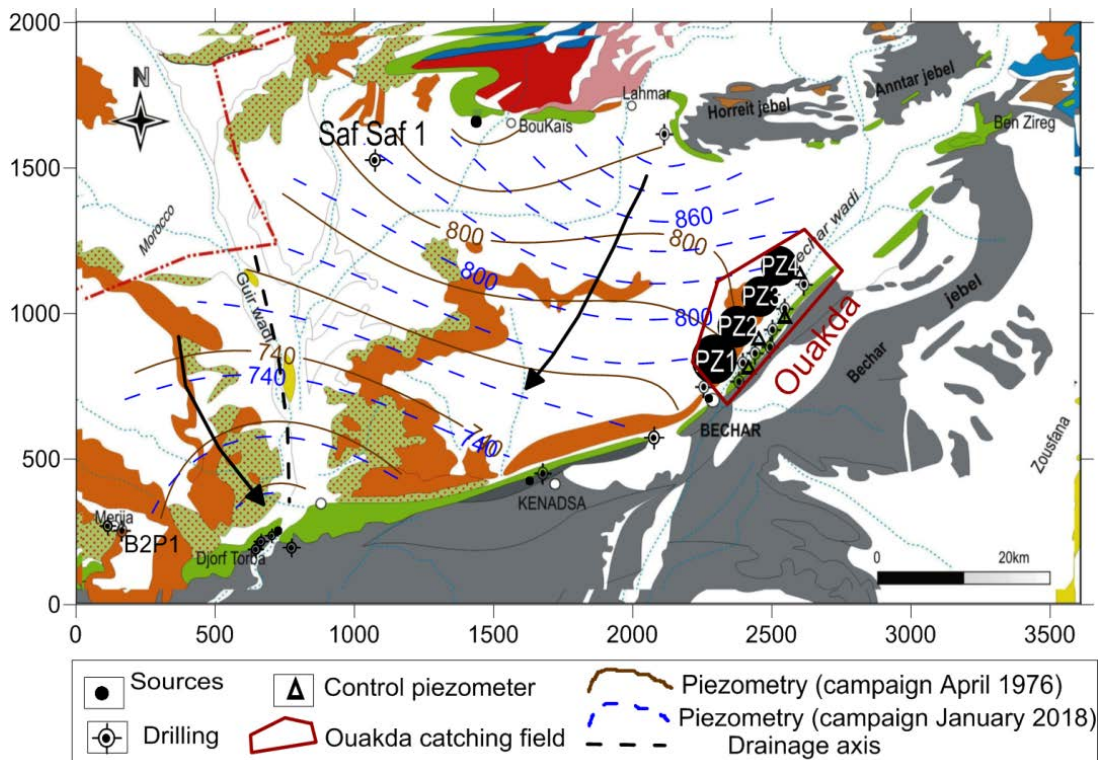 2000
1500
1000
500
0
N
Saf Saf 1
BouKaïs
Lahmar
Horreit jebel
Anntar jebel
Ben Zireg
Morocco
Guir wadi
800
860
800
800
800
740
740
740
740
Bechar wadi
PZ4
PZ3
PZ2
PZ1
Ouakda
jebel
Bechar
BECHAR
KENADSA
Zousfana
Merija
B2P1
Djorf Torba
0 20km
0 500 1000 1500 2000 2500 3000 3500
Sources
Control piezometer
Piezometry (campaign April 1976)
Piezometry (campaign January 2018)
Drilling
Ouakda catching field
Drainage axis